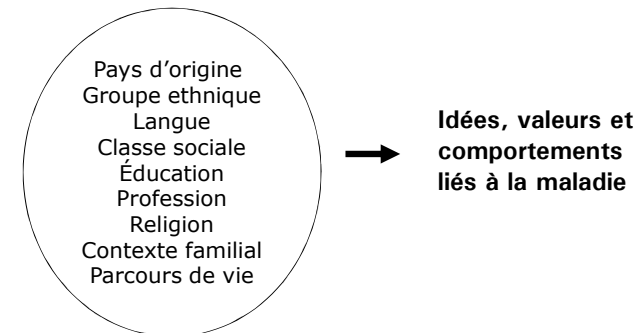 Pays d’origine
Groupe ethnique
Langue
Classe sociale
Éducation
Profession
Religion
Contexte familial
Parcours de vie
Idées, valeurs et
comportements
liés à la maladie